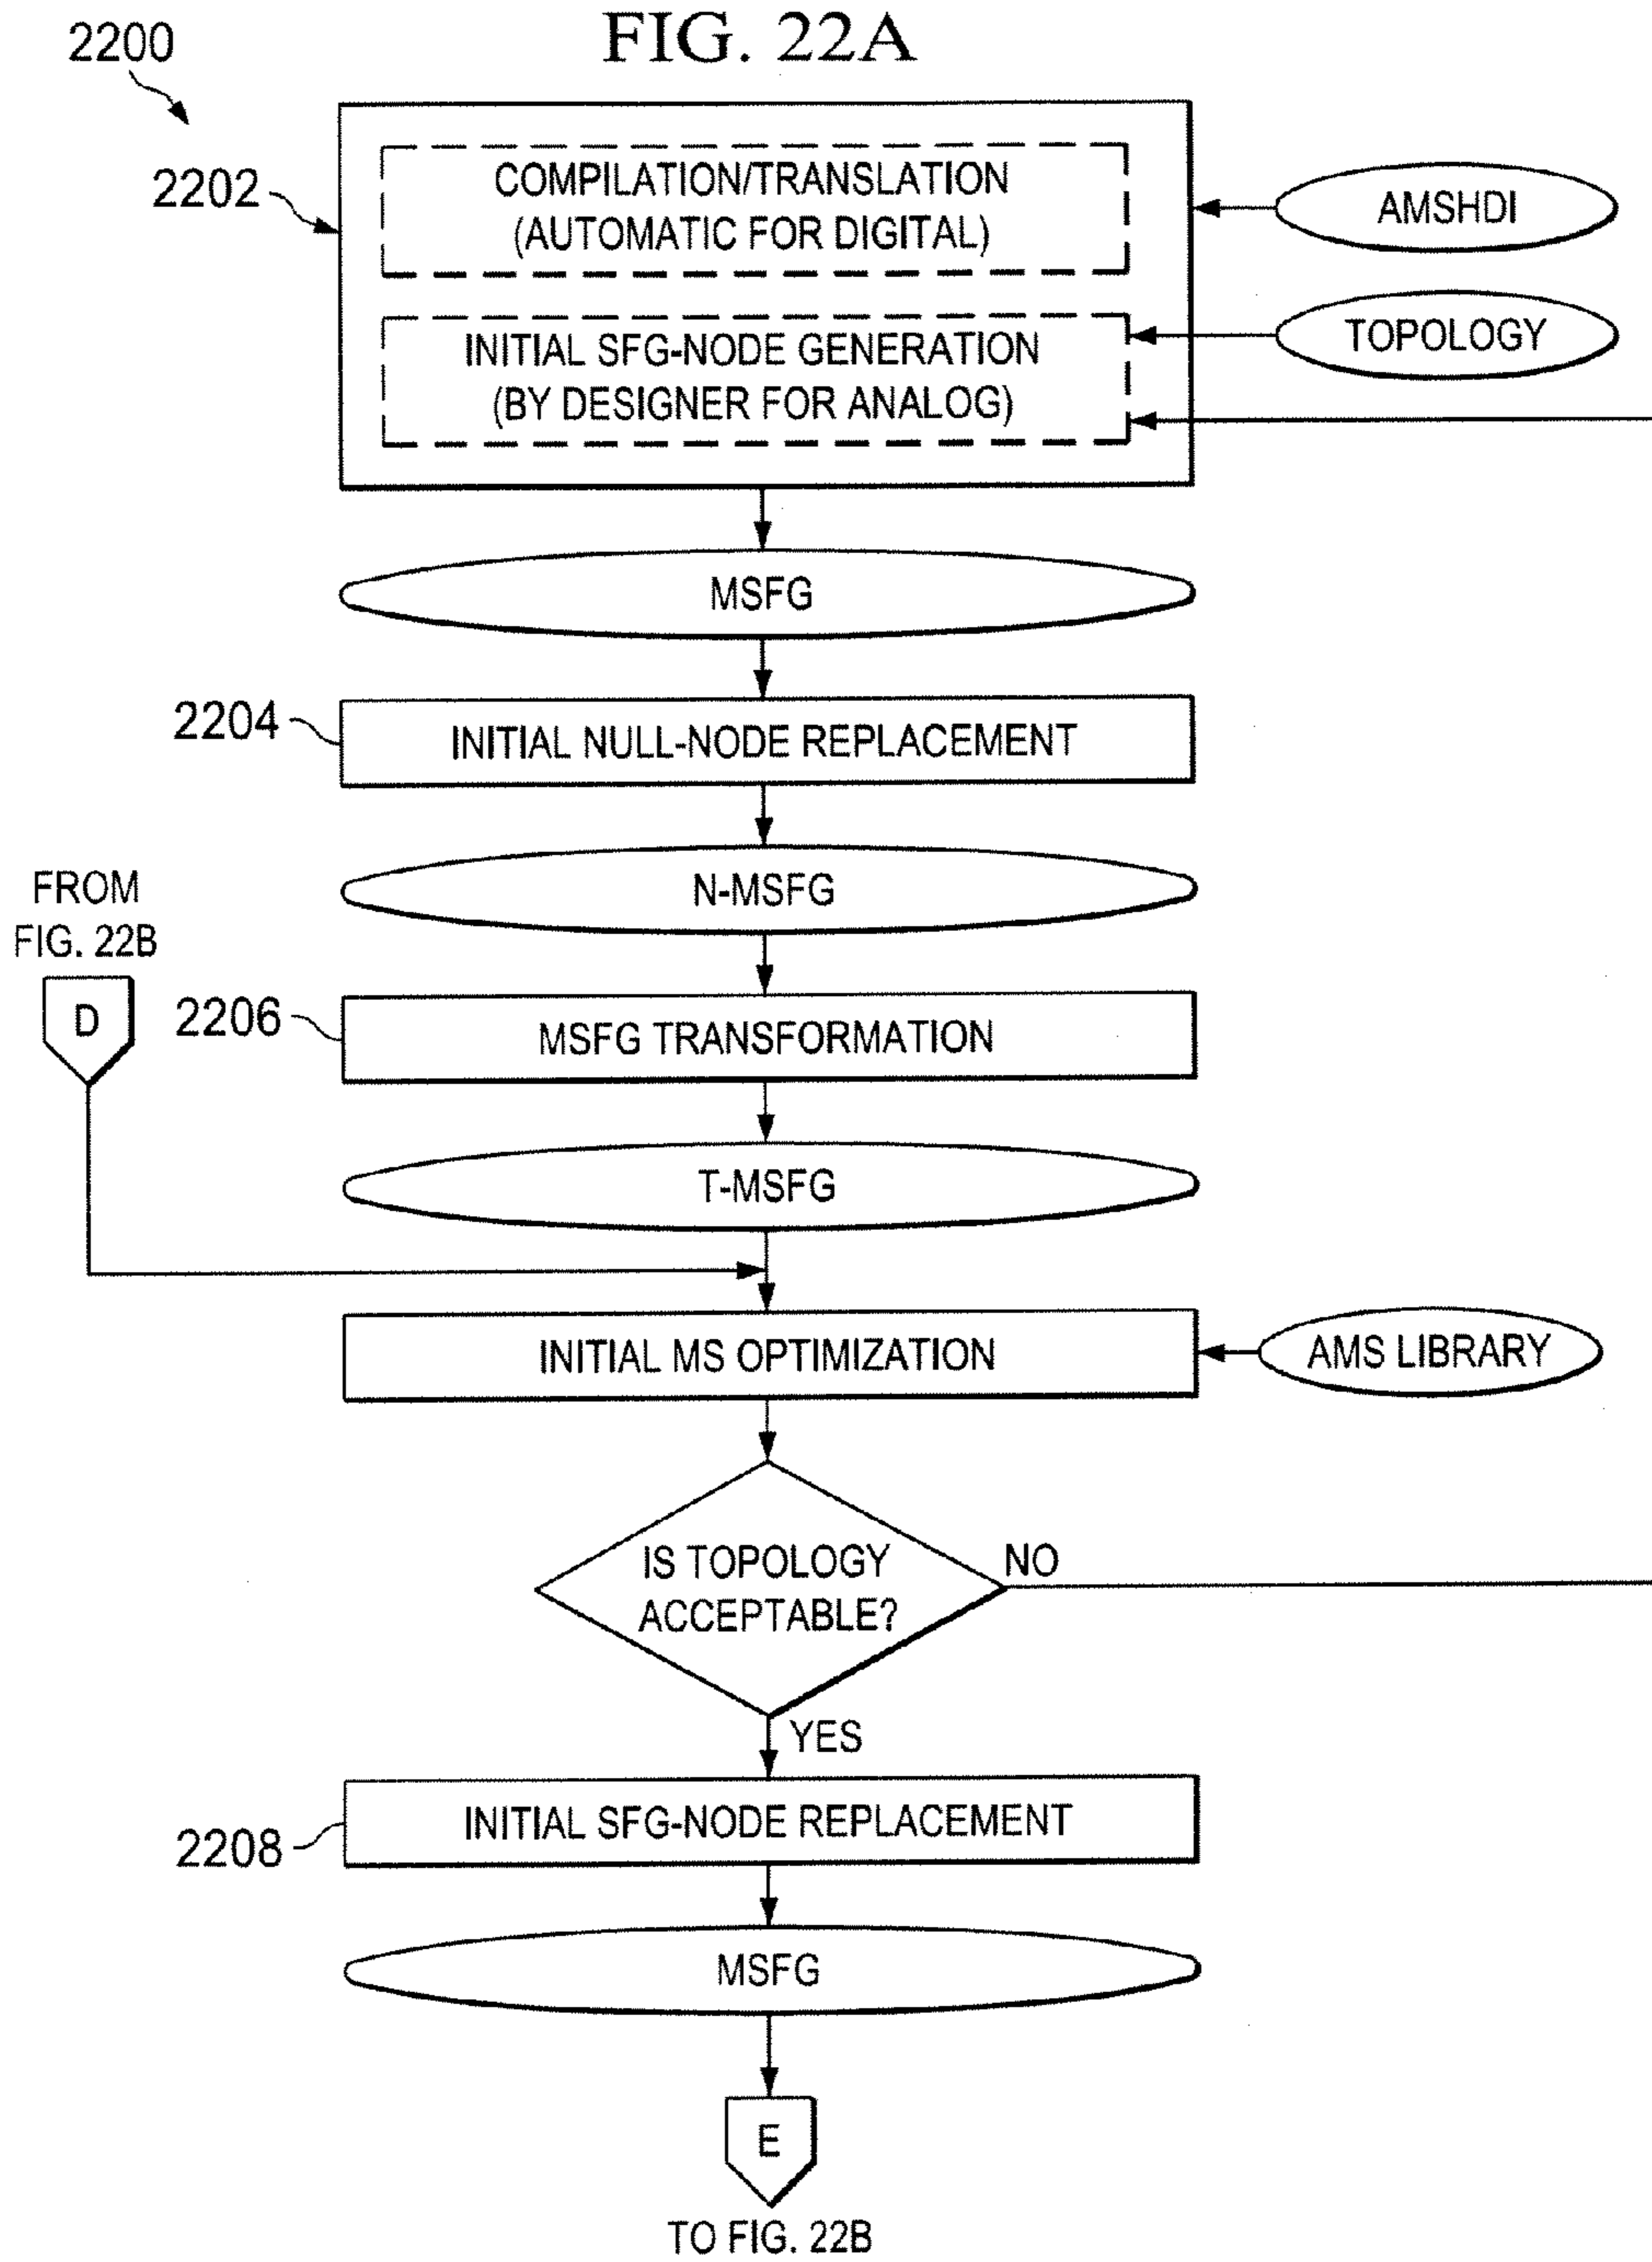 FIG. 22A
2200
2202
COMPILATION/TRANSLATION
(AUTOMATIC FOR DIGITAL)
AMSHDI
INITIAL SFG-NODE GENERATION
(BY DESIGNER FOR ANALOG)
TOPOLOGY
MSFG
2204
INITIAL NULL-NODE REPLACEMENT
N-MSFG
FROM
FIG. 22B
D
2206
MSFG TRANSFORMATION
T-MSFG
INITIAL MS OPTIMIZATION
AMS LIBRARY
IS TOPOLOGY
ACCEPTABLE?
NO
YES
2208
INITIAL SFG-NODE REPLACEMENT
MSFG
E
TO FIG. 22B